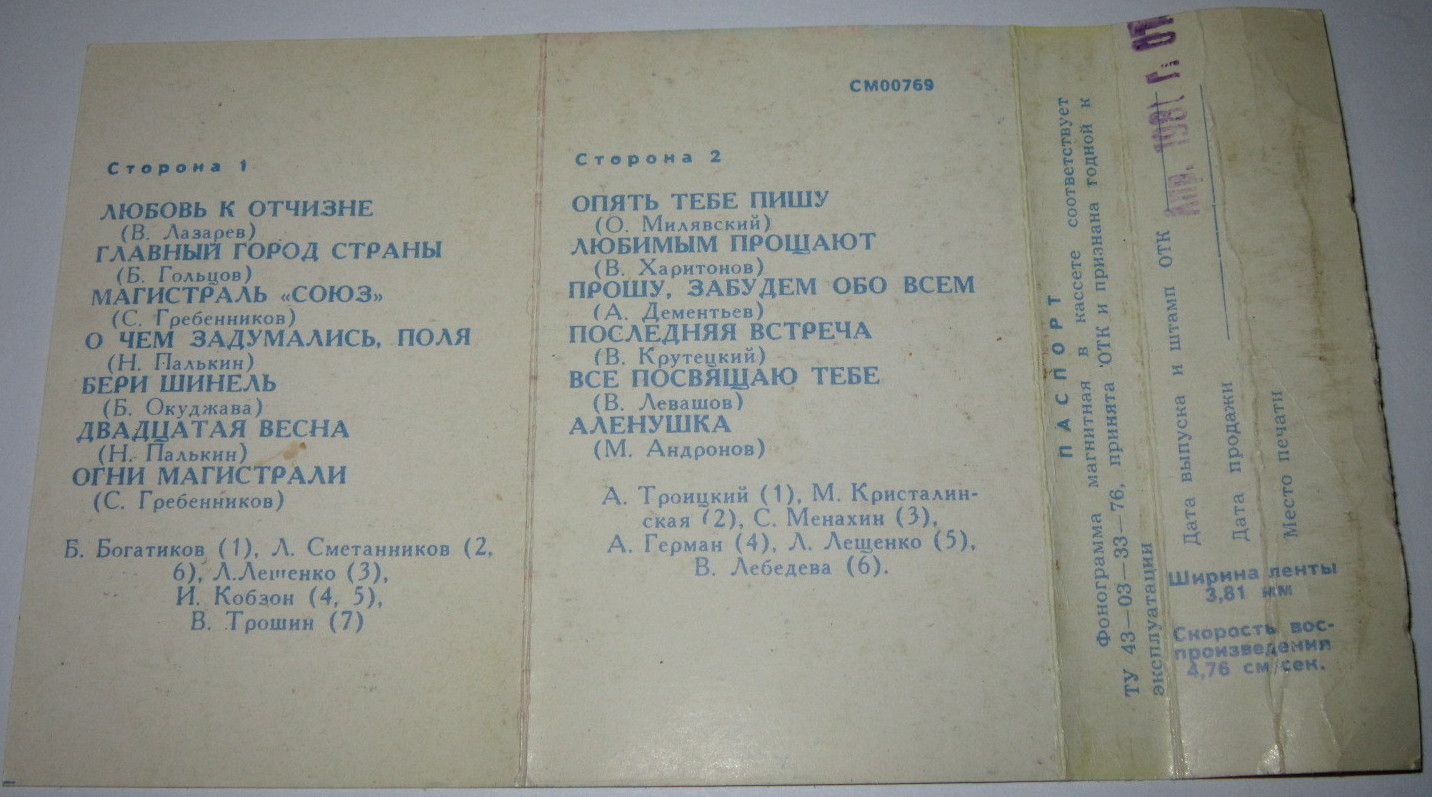 Сторона 1
ЛЮБОВЬ К ОТЧИЗНЕ
(В. Лазарев)
ГЛАВНЫЙ ГОРОД СТРАНЫ
(Б. Гольцов)
МАГИСТРАЛЬ «СОЮЗ»
(С. Гребенников)
О ЧЕМ ЗАДУМАЛИСЬ, ПОЛЯ
(Н. Палькин)
БЕРИ ШИНЕЛЬ
(Б. Окуджава)
ДВАДЦАТАЯ ВЕСНА
(Н. Палькин)
ОГНИ МАГИСТРАЛИ
(С. Гребенников)
Б. Богатиков (1), Л. Сметанников (2,
6), Л.Лещенко (3),
И. Кобзон (4, 5),
В. Трошин (7)
СМ00769
Сторона 2
ОПЯТЬ ТЕБЕ ПИШУ
(О. Милявский)
ЛЮБИМЫМ ПРОЩАЮТ
(В. Харитонов)
ПРОШУ, ЗАБУДЕМ ОБО ВСЕМ
(А. Дементьев)
ПОСЛЕДНЯЯ ВСТРЕЧА
(В. Крутецкий)
ВСЕ ПОСВЯЩАЮ ТЕБЕ
(В. Левашов)
АЛЕНУШКА
(М. Андронов)
А. Троицкий (1), М. Кристалин-
ская (2), С. Менахин (3),
А. Герман (4), Л. Лещенко (5),
В. Лебедева (6).
ПАСПОРТ
Фонограмма магнитная в кассете соответствует
ТУ 43—03—33—76, принята ОТК и признана годной к
эксплуатации
Дата выпуска и штамп ОТК Апр. 1981 г.
Дата продажи
Место печати
Ширина ленты
3,81 мм
Скорость вос-
произведения
4,76 см/сек.